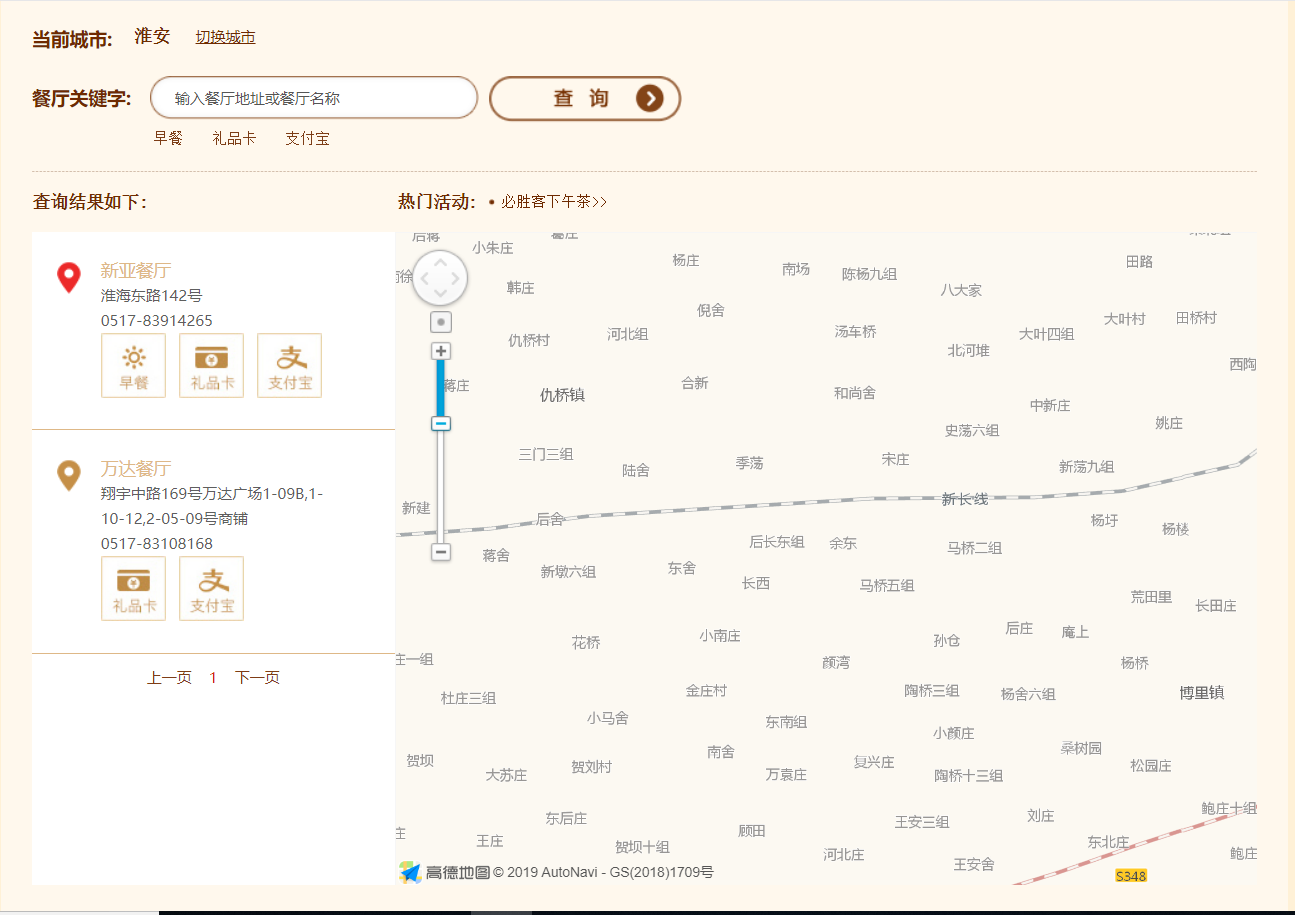 当前城市: 淮安 切换城市
餐厅关键字: 输入餐厅地址或餐厅名称 查 询
早餐 礼品卡 支付宝
查询结果如下:
热门活动: • 必胜客下午茶>>
新亚餐厅
淮海东路142号
0517-83914265
早餐 礼品卡 支付宝
万达餐厅
翔宇中路169号万达广场1-09B,1-
10-12,2-05-09号商铺
0517-83108168
礼品卡 支付宝
上一页 1 下一页
小朱庄
杨庄 南场 陈杨九组 田路
韩庄 八大家
倪舍 大叶村 田桥村
仇桥村 河北组 汤车桥 大叶四组
北河堆 西陶
蒋庄 合新
仇桥镇 和尚舍 中新庄
史荡六组 姚庄
三门三组 陆舍 季荡 宋庄 新荡九组
新建 后舍 新长线
杨圩 杨楼
蒋舍 后长东组 余东 马桥二组
新墩六组 东舍 长西 马桥五组
荒田里 长田庄
花桥 小南庄 孙仓 后庄 庵上
庄一组 颜湾 杨桥
杜庄三组 金庄村 陶桥三组 杨舍六组 博里镇
小马舍 东南组 小颜庄
贺坝 南舍 复兴庄 桑树园
大苏庄 贺刘村 万袁庄 陶桥十三组 松园庄
东后庄 王安三组 刘庄 鲍庄十组
庄 王庄 贺坝十组 顾田 河北庄 东北庄 鲍庄
王安舍
高德地图 © 2019 AutoNavi - GS(2018)1709号
S348